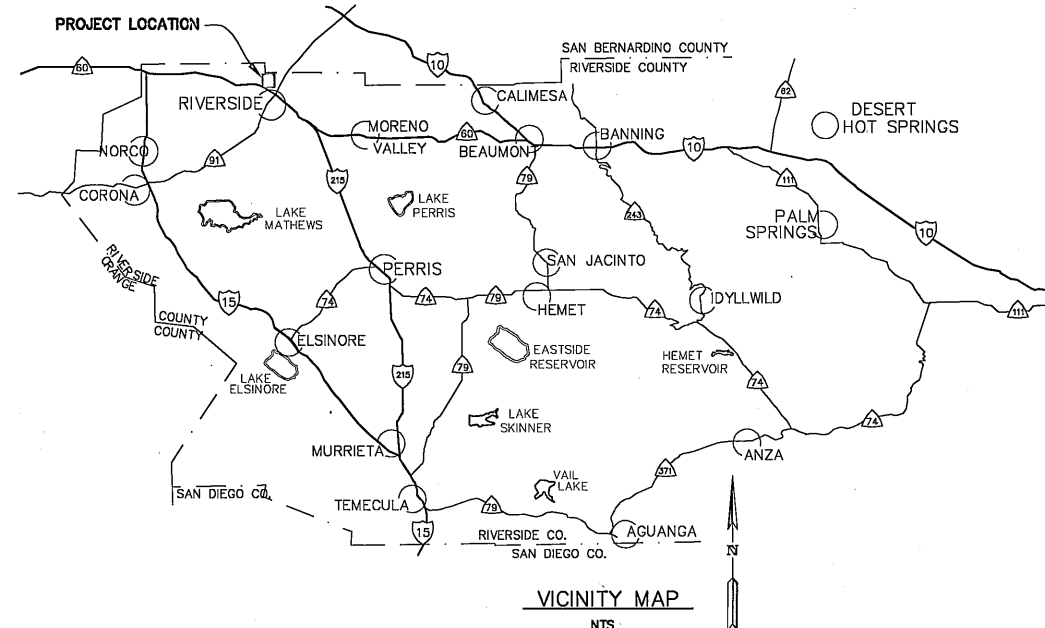 PROJECT LOCATION
SAN BERNARDINO COUNTY
RIVERSIDE COUNTY
60
10
82
CALIMESA
RIVERSIDE
DESERT
HOT SPRINGS
MORENO
VALLEY
60
BEAUMONT
BANNING
10
NORCO
91
215
79
111
CORONA
LAKE
MATHEWS
LAKE
PERRIS
243
PALM
SPRINGS
10
RIVERSIDE
ORANGE
COUNTY
COUNTY
SAN JACINTO
PERRIS
15
74
74
79
HEMET
74
IDYLLWILD
111
ELSINORE
LAKE
ELSINORE
EASTSIDE
RESERVOIR
HEMET
RESERVOIR
215
79
74
LAKE
SKINNER
74
MURRIETA
ANZA
371
VAIL
LAKE
SAN DIEGO CO.
TEMECULA
79
15
RIVERSIDE CO.
SAN DIEGO CO.
AGUANGA
N
VICINITY MAP
NTS